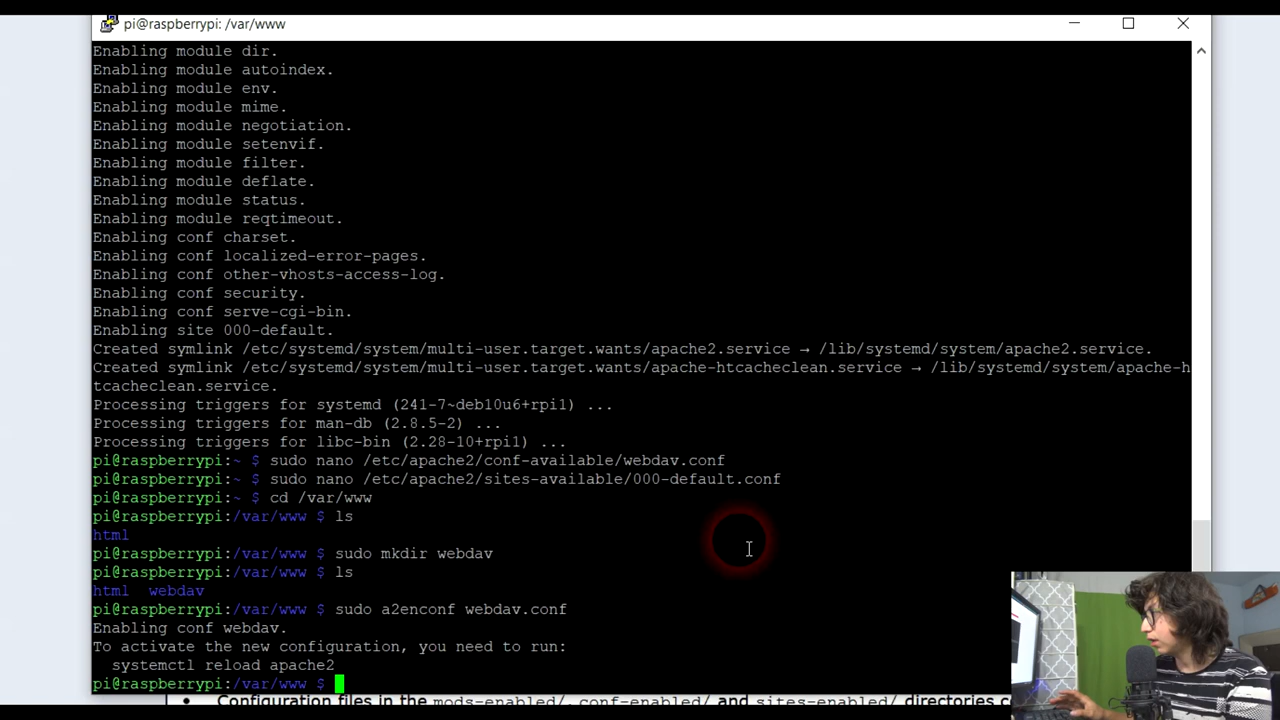 pi@raspberrypi: /var/www
Enabling module dir.
Enabling module autoindex.
Enabling module env.
Enabling module mime.
Enabling module negotiation.
Enabling module setenvif.
Enabling module filter.
Enabling module deflate.
Enabling module status.
Enabling module reqtimeout.
Enabling conf charset.
Enabling conf localized-error-pages.
Enabling conf other-vhosts-access-log.
Enabling conf security.
Enabling conf serve-cgi-bin.
Enabling site 000-default.
Created symlink /etc/systemd/system/multi-user.target.wants/apache2.service → /lib/systemd/system/apache2.service.
Created symlink /etc/systemd/system/multi-user.target.wants/apache-htcacheclean.service → /lib/systemd/system/apache-h
tcacheclean.service.
Processing triggers for systemd (241-7~deb10u6+rpi1) ...
Processing triggers for man-db (2.8.5-2) ...
Processing triggers for libc-bin (2.28-10+rpi1) ...
pi@raspberrypi:~ $ sudo nano /etc/apache2/conf-available/webdav.conf
pi@raspberrypi:~ $ sudo nano /etc/apache2/sites-available/000-default.conf
pi@raspberrypi:~ $ cd /var/www
pi@raspberrypi:/var/www $ ls
html
pi@raspberrypi:/var/www $ sudo mkdir webdav
pi@raspberrypi:/var/www $ ls
html  webdav
pi@raspberrypi:/var/www $ sudo a2enconf webdav.conf
Enabling conf webdav.
To activate the new configuration, you need to run:
  systemctl reload apache2
pi@raspberrypi:/var/www $
Configuration files in the mods-enabled/, conf-enabled/ and sites-enabled/ directories